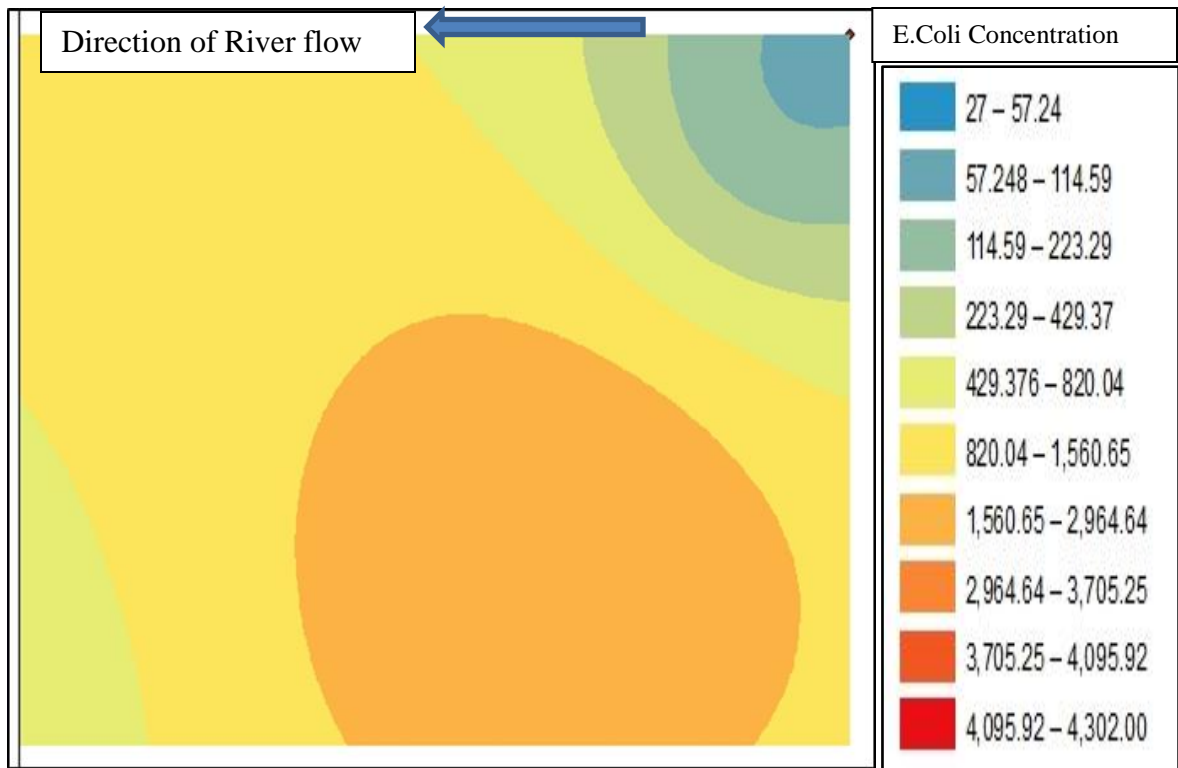 Direction of River flow
E.Coli Concentration
27 – 57.24
57.248 – 114.59
114.59 – 223.29
223.29 – 429.37
429.376 – 820.04
820.04 – 1,560.65
1,560.65 – 2,964.64
2,964.64 – 3,705.25
3,705.25 – 4,095.92
4,095.92 – 4,302.00